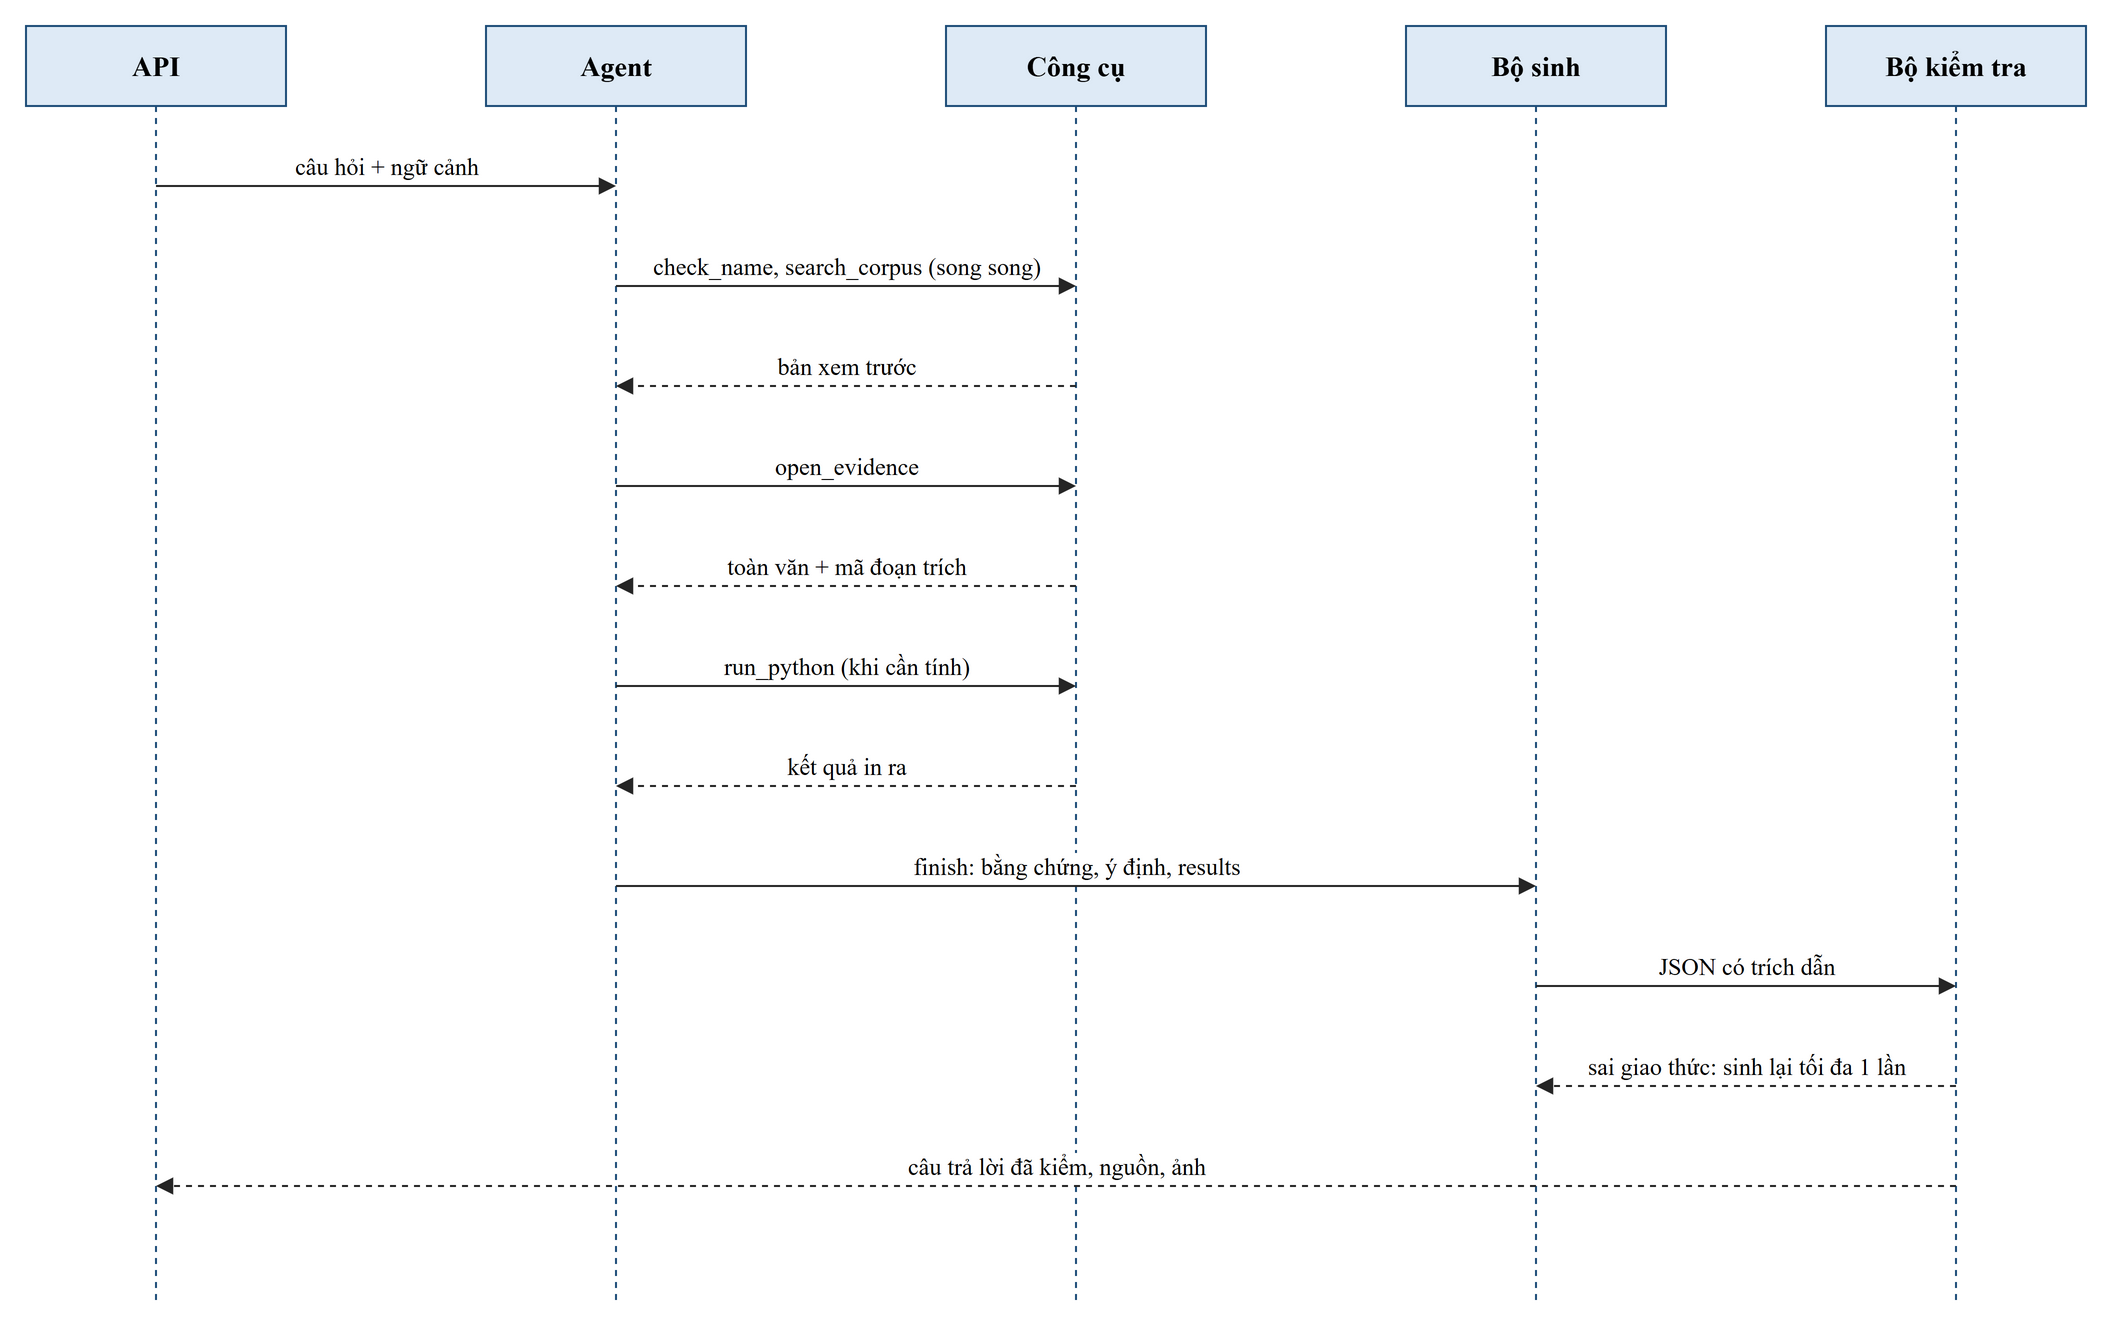 API
Agent
Công cụ
Bộ sinh
Bộ kiểm tra
câu hỏi + ngữ cảnh
check_name, search_corpus (song song)
bản xem trước
open_evidence
toàn văn + mã đoạn trích
run_python (khi cần tính)
kết quả in ra
finish: bằng chứng, ý định, results
JSON có trích dẫn
sai giao thức: sinh lại tối đa 1 lần
câu trả lời đã kiểm, nguồn, ảnh